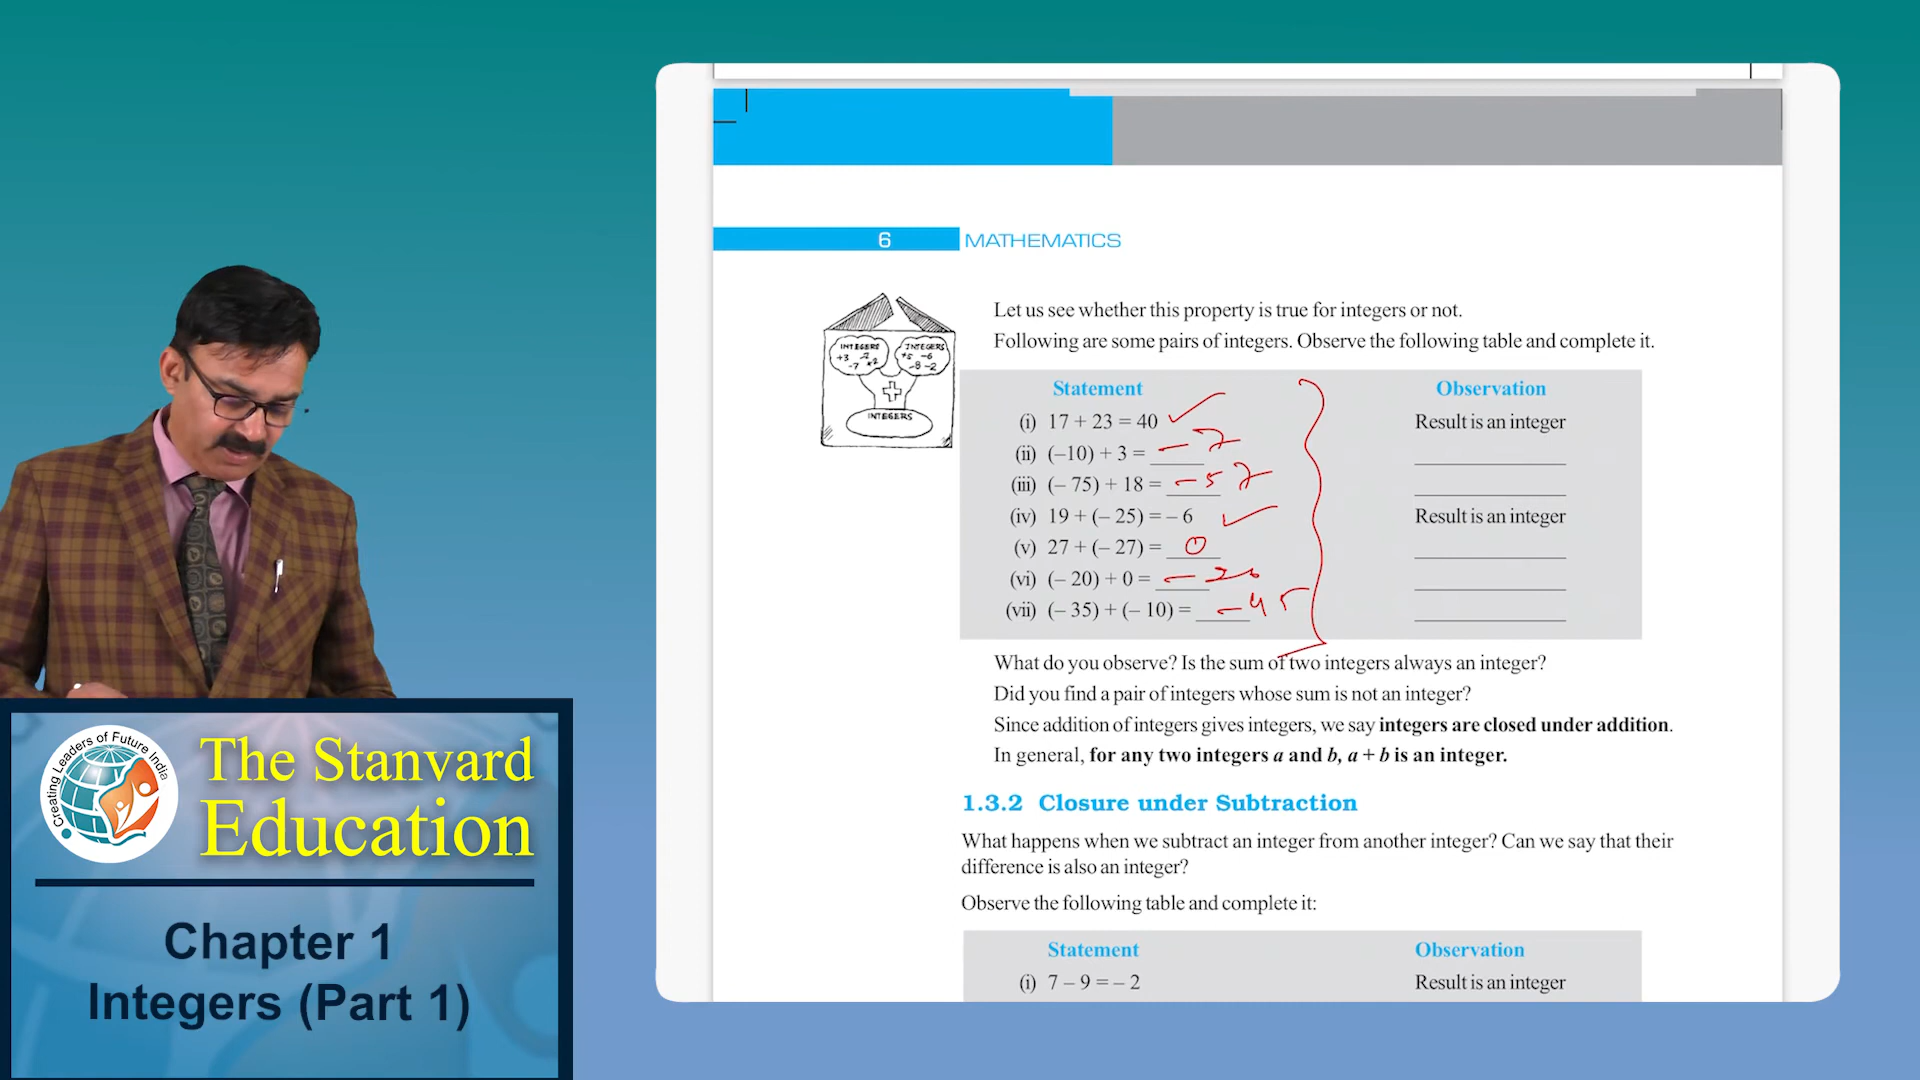 6 MATHEMATICS
INTEGERS
+3
-7
INTEGERS
+5 -6
-8 -2
INTEGERS
Let us see whether this property is true for integers or not.
Following are some pairs of integers. Observe the following table and complete it.
Statement Observation
(i) 17 + 23 = 40 Result is an integer
(ii) (–10) + 3 = -7
(iii) (– 75) + 18 = -57
(iv) 19 + (– 25) = – 6 Result is an integer
(v) 27 + (– 27) = 0
(vi) (– 20) + 0 = -20
(vii) (– 35) + (– 10) = -45
What do you observe? Is the sum of two integers always an integer?
Did you find a pair of integers whose sum is not an integer?
Since addition of integers gives integers, we say integers are closed under addition.
In general, for any two integers a and b, a + b is an integer.
1.3.2 Closure under Subtraction
What happens when we subtract an integer from another integer? Can we say that their
difference is also an integer?
Observe the following table and complete it:
Statement Observation
(i) 7 – 9 = – 2 Result is an integer
Creating Leaders of Future India
The Stanvard
Education
Chapter 1
Integers (Part 1)